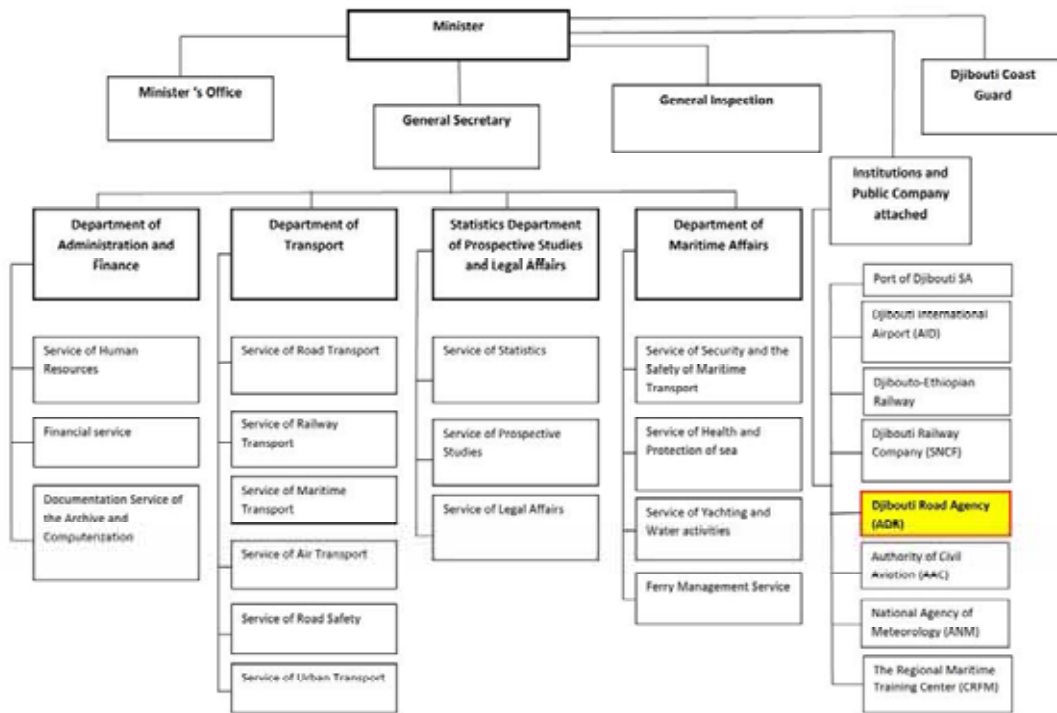 Minister
Minister 's Office
General Secretary
General Inspection
Djibouti Coast
Guard
Institutions and
Public Company
attached
Department of
Administration and
Finance
Service of Human
Resources
Financial service
Documentation Service of
the Archive and
Computerization
Department of
Transport
Service of Road Transport
Service of Railway
Transport
Service of Maritime
Transport
Service of Air Transport
Service of Road Safety
Service of Urban Transport
Statistics Department
of Prospective Studies
and Legal Affairs
Service of Statistics
Service of Prospective
Studies
Service of Legal Affairs
Department of
Maritime Affairs
Service of Security and the
Safety of Maritime
Transport
Service of Health and
Protection of sea
Service of Yachting and
Water activities
Ferry Management Service
Port of Djibouti SA
Djibouti International
Airport (AID)
Djibouto-Ethiopian
Railway
Djibouti Railway
Company (SNCF)
Djibouti Road Agency
(ADR)
Authority of Civil
Aviation (AAC)
National Agency of
Meteorology (ANM)
The Regional Maritime
Training Center (CRFM)